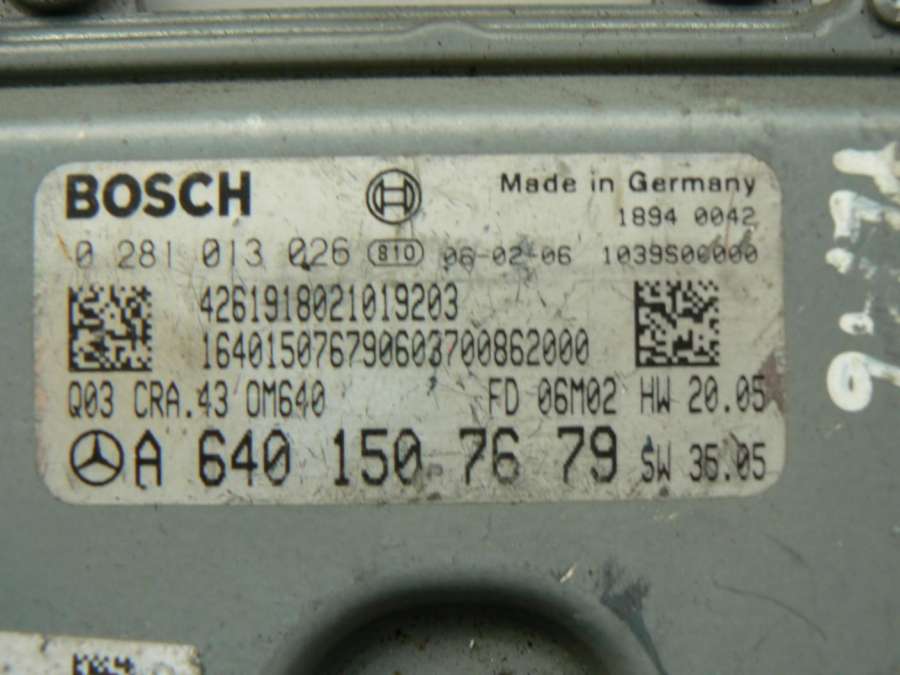 BOSCH
Made in Germany
1894 0042
0 281 013 026 810 06-02-06 1039S00000
4261918021019203
164015076790603700862000
Q03 CRA.43 OM640 FD 06M02 HW 20.05
A 640 150 76 79 SW 36.05